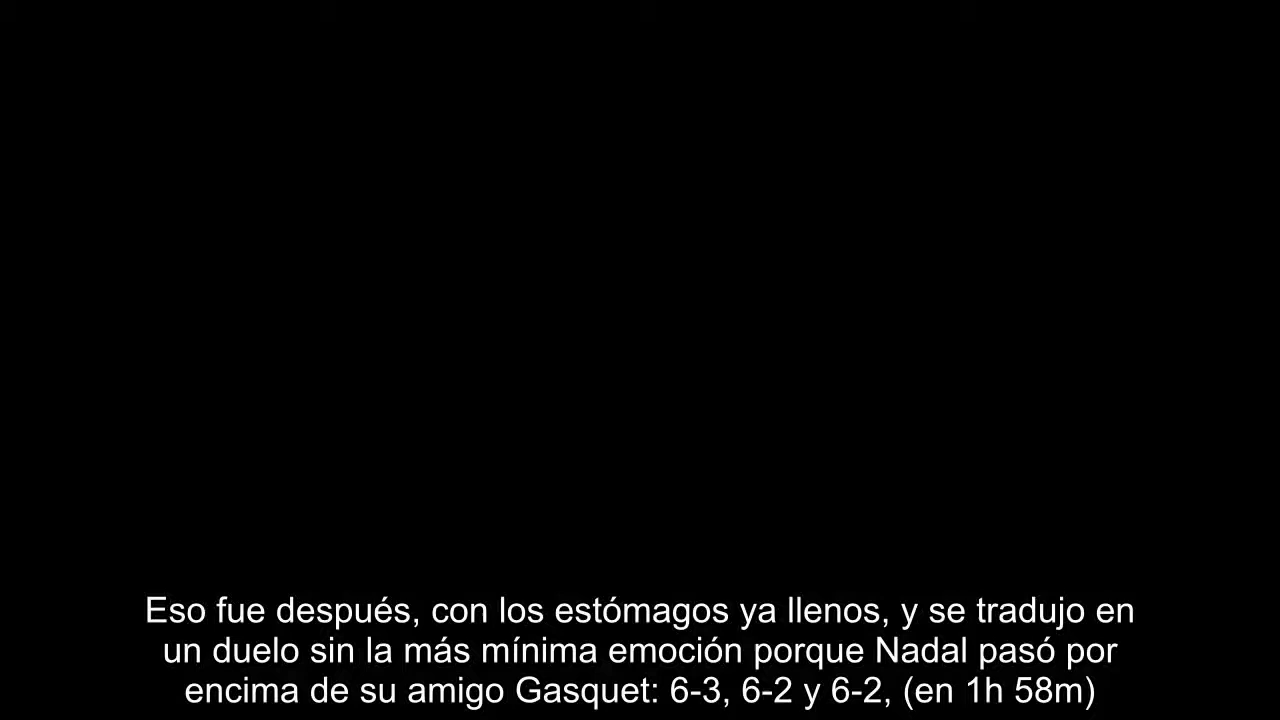 Eso fue después, con los estómagos ya llenos, y se tradujo en
un duelo sin la más mínima emoción porque Nadal pasó por
encima de su amigo Gasquet: 6-3, 6-2 y 6-2, (en 1h 58m)